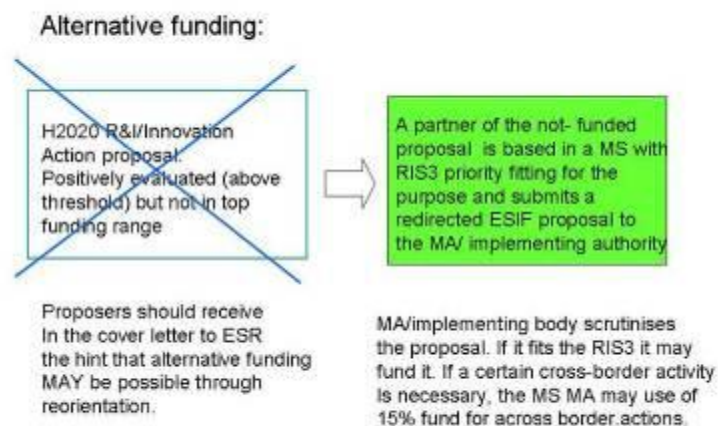 Alternative funding:
H2020 R&I/Innovation
Action proposal:
Positively evaluated (above
threshold) but not in top
funding range
A partner of the not- funded
proposal is based in a MS with
RIS3 priority fitting for the
purpose and submits a
redirected ESIF proposal to
the MA/ implementing authority
Proposers should receive
In the cover letter to ESR
the hint that alternative funding
MAY be possible through
reorientation.
MA/implementing body scrutinises
the proposal. If it fits the RIS3 it may
fund it. If a certain cross-border activity
Is necessary, the MS MA may use of
15% fund for across border.actions.